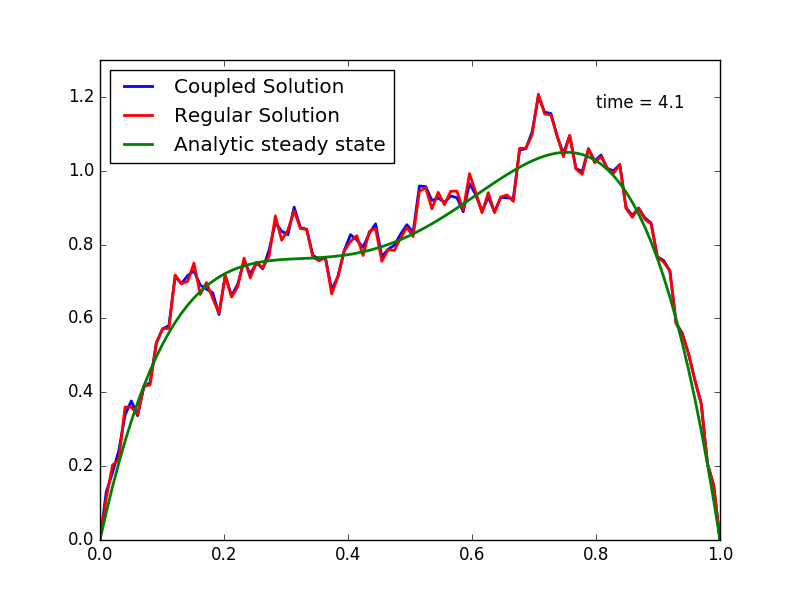 Coupled Solution
Regular Solution
Analytic steady state
time = 4.1
1.2
1.0
0.8
0.6
0.4
0.2
0.0
0.0 0.2 0.4 0.6 0.8 1.0